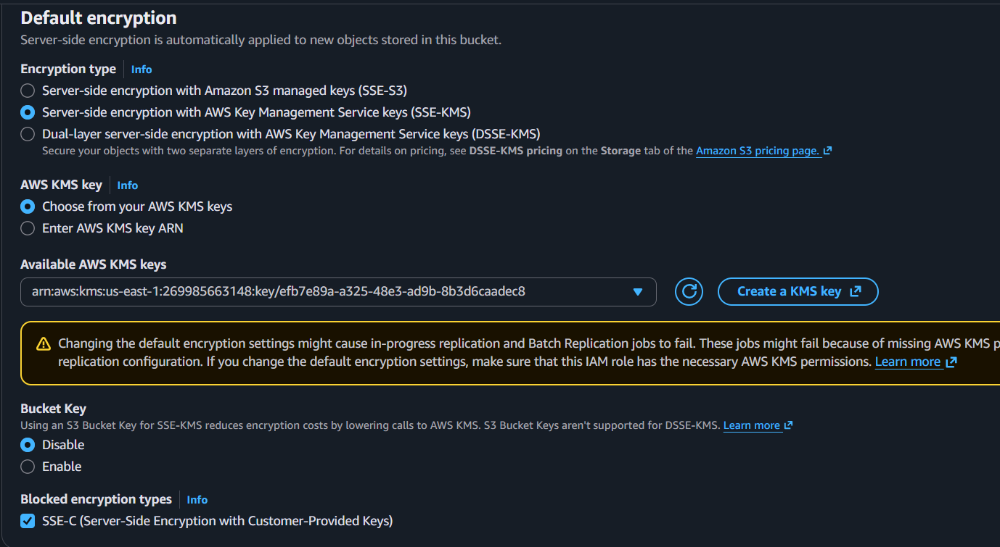 Default encryption
Server-side encryption is automatically applied to new objects stored in this bucket.
Encryption type Info
Server-side encryption with Amazon S3 managed keys (SSE-S3)
Server-side encryption with AWS Key Management Service keys (SSE-KMS)
Dual-layer server-side encryption with AWS Key Management Service keys (DSSE-KMS)
Secure your objects with two separate layers of encryption. For details on pricing, see DSSE-KMS pricing on the Storage tab of the Amazon S3 pricing page.
AWS KMS key Info
Choose from your AWS KMS keys
Enter AWS KMS key ARN
Available AWS KMS keys
arn:aws:kms:us-east-1:269985663148:key/efb7e89a-a325-48e3-ad9b-8b3d6caadec8
Create a KMS key
Changing the default encryption settings might cause in-progress replication and Batch Replication jobs to fail. These jobs might fail because of missing AWS KMS p
replication configuration. If you change the default encryption settings, make sure that this IAM role has the necessary AWS KMS permissions. Learn more
Bucket Key
Using an S3 Bucket Key for SSE-KMS reduces encryption costs by lowering calls to AWS KMS. S3 Bucket Keys aren't supported for DSSE-KMS. Learn more
Disable
Enable
Blocked encryption types Info
SSE-C (Server-Side Encryption with Customer-Provided Keys)